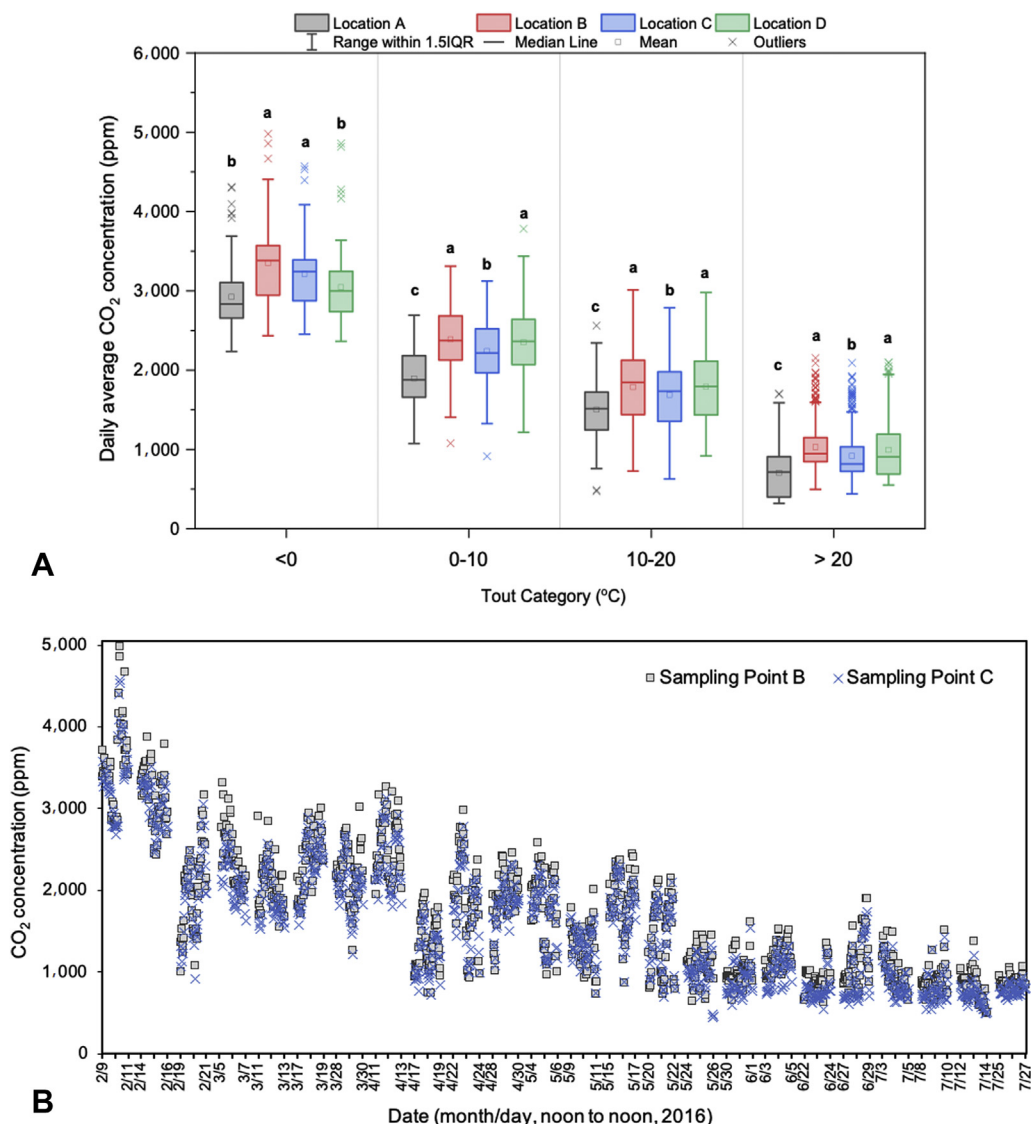 Location A Location B Location C Location D
Range within 1.5IQR Median Line Mean Outliers
Daily average CO₂ concentration (ppm)
6,000
5,000
4,000
3,000
2,000
1,000
0
b a a b
c a b a
c a b a
c a b a
<0 0-10 10-20 > 20
Tout Category (ºC)
A
Sampling Point B Sampling Point C
CO₂ concentration (ppm)
5,000
4,000
3,000
2,000
1,000
0
2/9 2/11 2/14 2/16 2/19 2/21 3/5 3/7 3/11 3/13 3/17 3/19 3/28 3/30 4/11 4/13 4/17 4/19 4/22 4/24 4/28 4/30 5/4 5/6 5/9 5/11 5/15 5/17 5/20 5/22 5/24 5/26 5/30 6/1 6/3 6/5 6/22 6/24 6/27 6/29 7/3 7/5 7/8 7/10 7/12 7/14 7/25 7/27
Date (month/day, noon to noon, 2016)
B